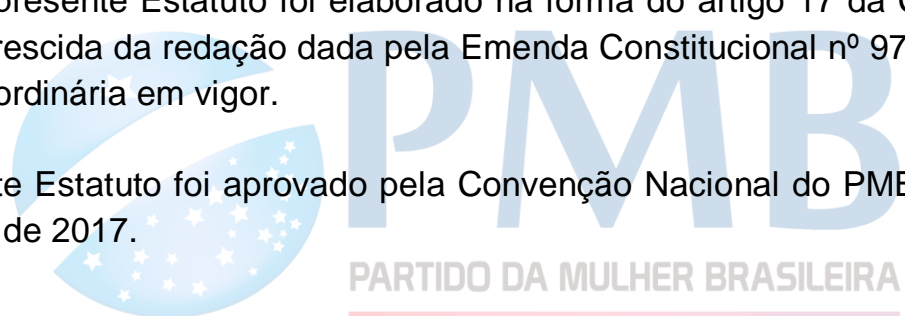 presente Estatuto foi elaborado na forma do artigo 17 da
rescida da redação dada pela Emenda Constitucional nº 97
ordinária em vigor.
te Estatuto foi aprovado pela Convenção Nacional do PMB
de 2017.
PMB
PARTIDO DA MULHER BRASILEIRA